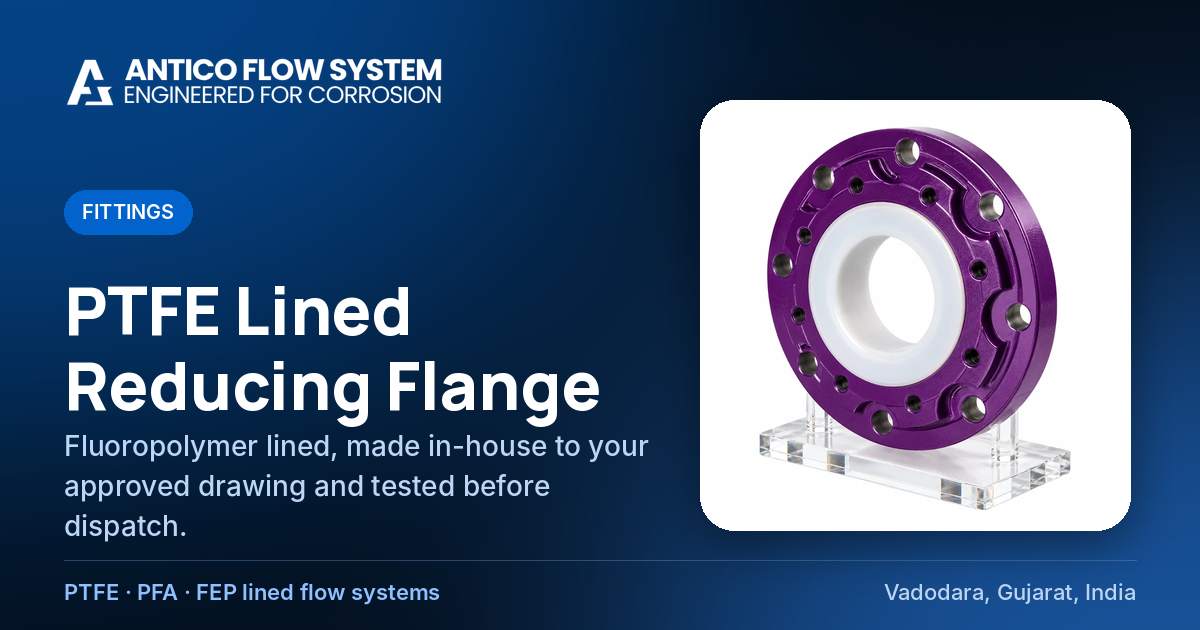 ANTICO FLOW SYSTEM
ENGINEERED FOR CORROSION
FITTINGS
PTFE Lined
Reducing Flange
Fluoropolymer lined, made in-house to your
approved drawing and tested before
dispatch.
PTFE · PFA · FEP lined flow systems
Vadodara, Gujarat, India